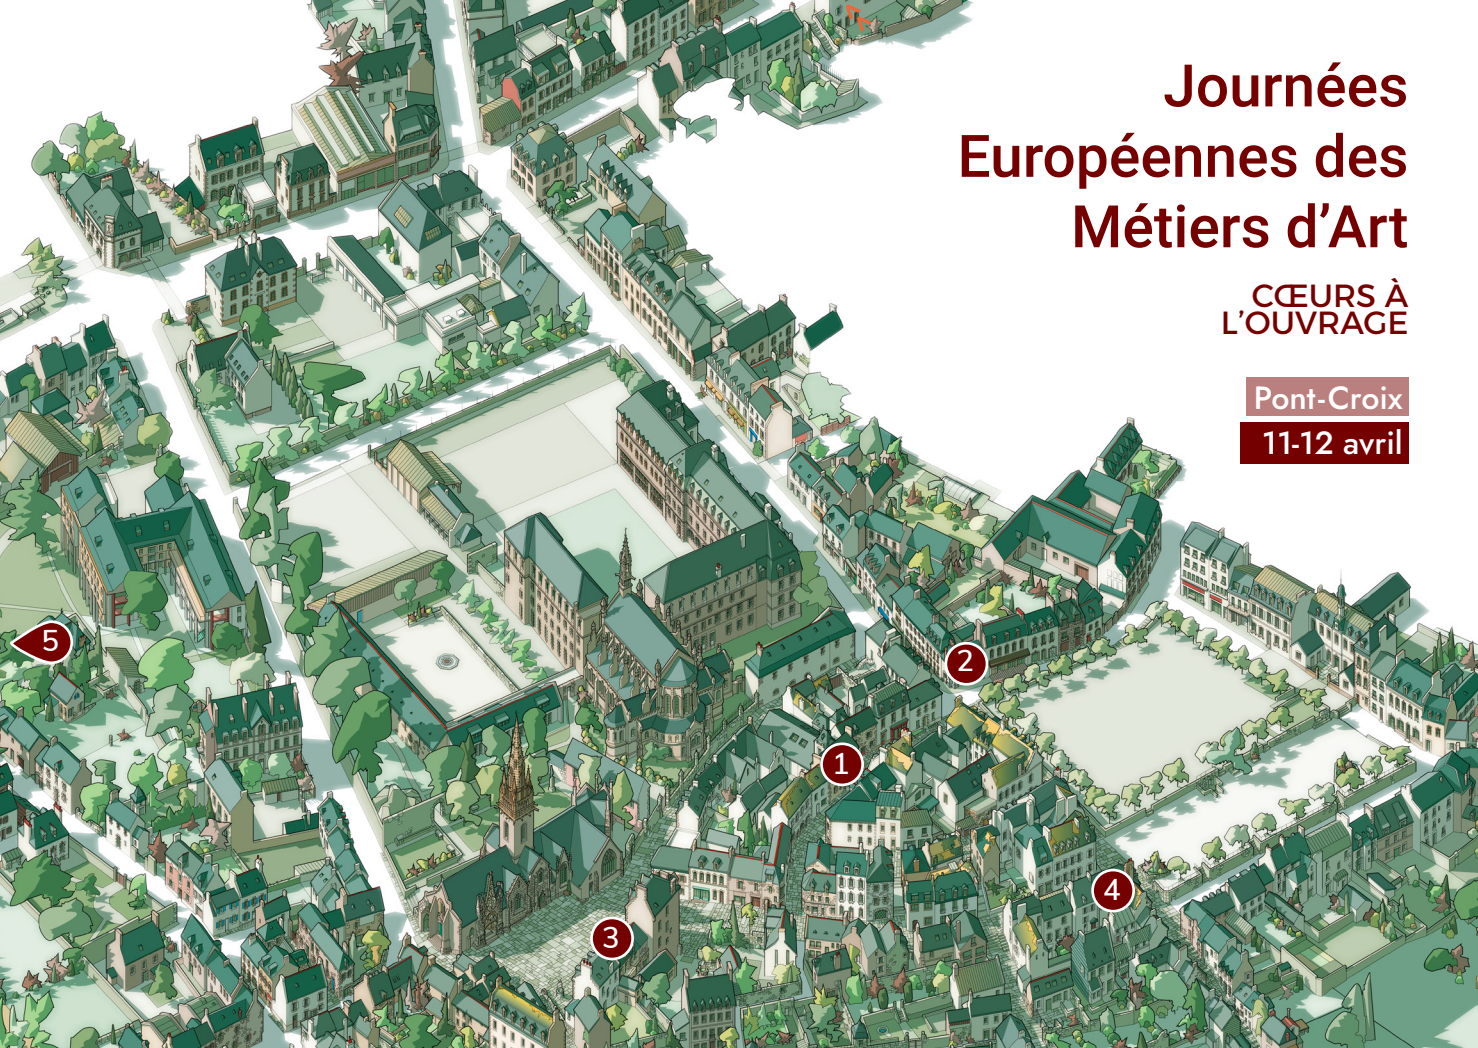 Journées
Européennes des
Métiers d’Art
CŒURS À
L’OUVRAGE
Pont-Croix
11-12 avril
5
2
1
4
3